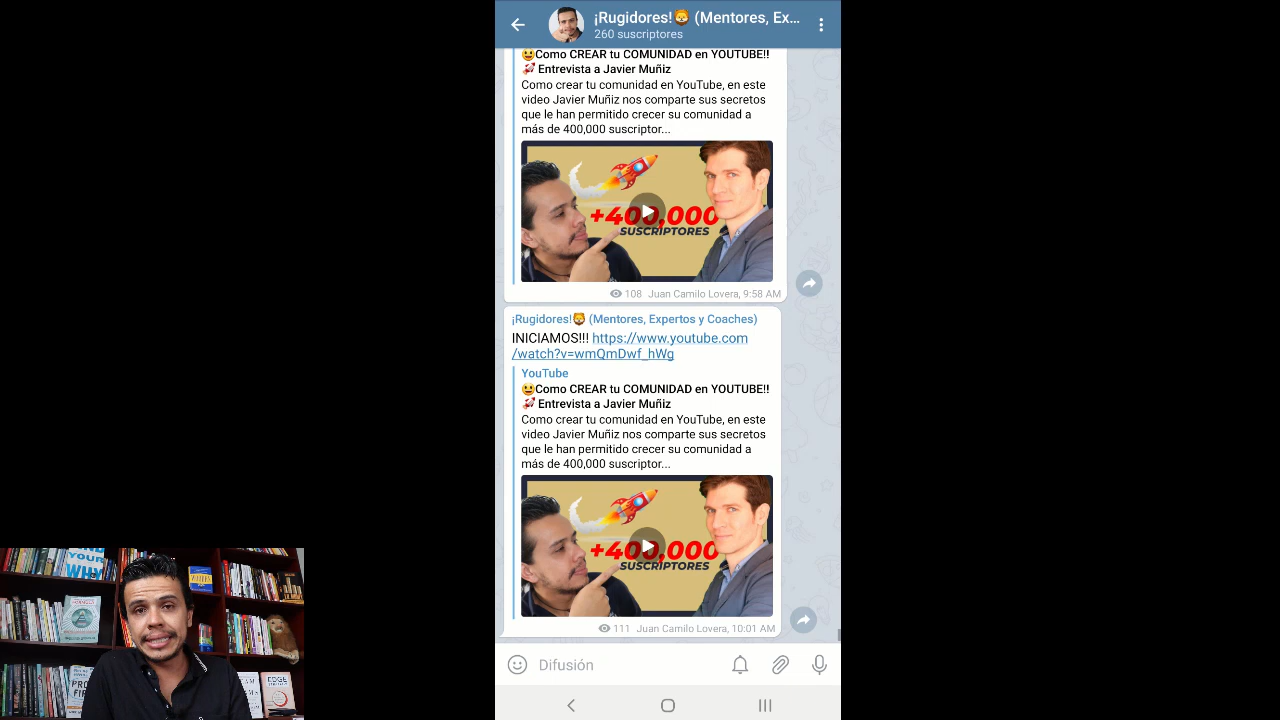 ¡Rugidores!🦁 (Mentores, Ex...
260 suscriptores
😃Como CREAR tu COMUNIDAD en YOUTUBE!!
🚀 Entrevista a Javier Muñiz
Como crear tu comunidad en YouTube, en este
video Javier Muñiz nos comparte sus secretos
que le han permitido crecer su comunidad a
más de 400,000 suscriptor...
+400,000
SUSCRIPTORES
108 Juan Camilo Lovera, 9:58 AM
¡Rugidores!🦁 (Mentores, Expertos y Coaches)
INICIAMOS!!! https://www.youtube.com
/watch?v=wmQmDwf_hWg
YouTube
😃Como CREAR tu COMUNIDAD en YOUTUBE!!
🚀 Entrevista a Javier Muñiz
Como crear tu comunidad en YouTube, en este
video Javier Muñiz nos comparte sus secretos
que le han permitido crecer su comunidad a
más de 400,000 suscriptor...
+400,000
SUSCRIPTORES
111 Juan Camilo Lovera, 10:01 AM
Difusión
YOUR
WHY
EDGE